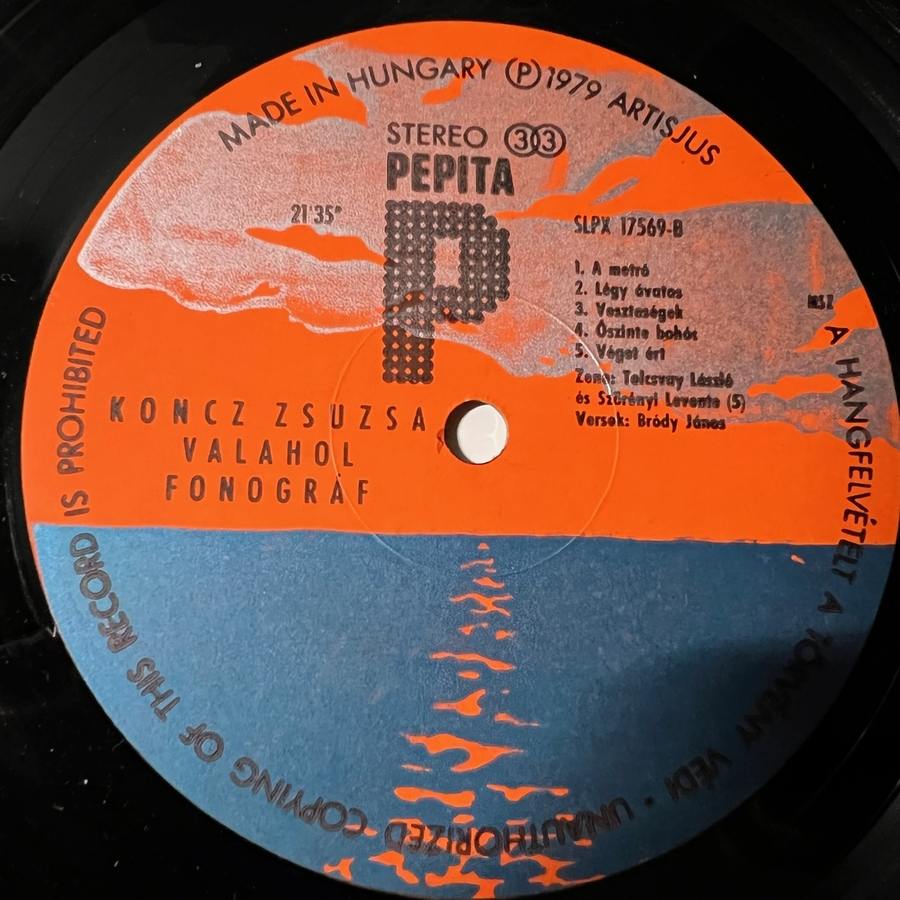 MADE IN HUNGARY Ⓟ 1979 ARTISJUS
STEREO 33
PEPITA
21'35"
SLPX 17569-B
P
1. A metró
2. Légy óvatos
3. Veszteségek
4. Őszinte bohóc
5. Véget ért
Zene: Tolcsvay László
és Szörényi Levente (5)
Versek: Bródy János
MSZ
KONCZ ZSUZSA
VALAHOL
FONOGRÁF
A HANGFELVÉTELT A TÖRVÉNY VÉDI · UNAUTHORIZED COPYING OF THIS RECORD IS PROHIBITED